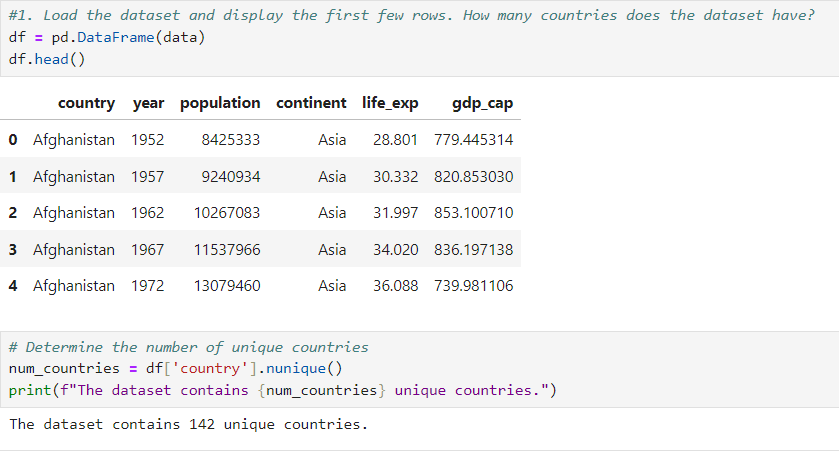 #1. Load the dataset and display the first few rows. How many countries does the dataset have?
df = pd.DataFrame(data)
df.head()
country year population continent life_exp gdp_cap
0 Afghanistan 1952 8425333 Asia 28.801 779.445314
1 Afghanistan 1957 9240934 Asia 30.332 820.853030
2 Afghanistan 1962 10267083 Asia 31.997 853.100710
3 Afghanistan 1967 11537966 Asia 34.020 836.197138
4 Afghanistan 1972 13079460 Asia 36.088 739.981106
# Determine the number of unique countries
num_countries = df['country'].nunique()
print(f"The dataset contains {num_countries} unique countries.")
The dataset contains 142 unique countries.